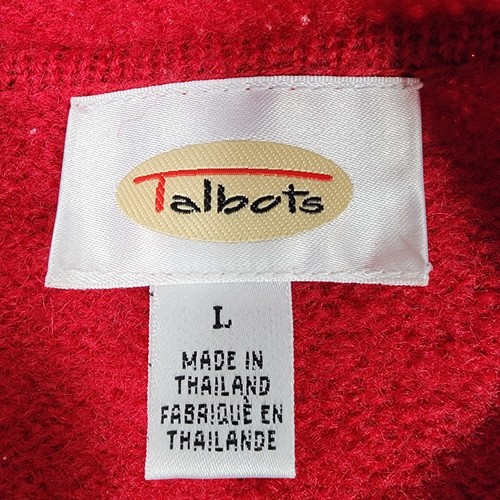 Talbots
L
MADE IN
THAILAND
FABRIQUÈ EN
THAILANDE